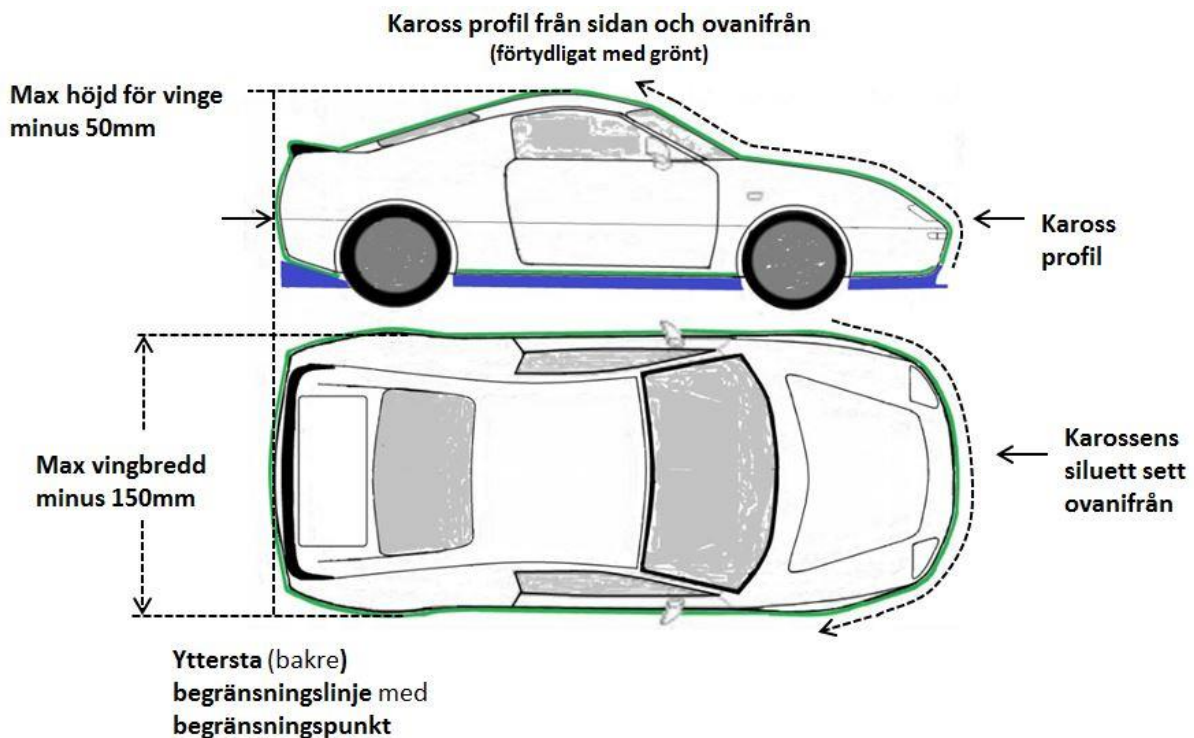 Kaross profil från sidan och ovanifrån
(förtydligat med grönt)
Max höjd för vinge
minus 50mm
Kaross
profil
Max vingbredd
minus 150mm
Karossens
siluett sett
ovanifrån
Yttersta (bakre)
begränsningslinje med
begränsningspunkt